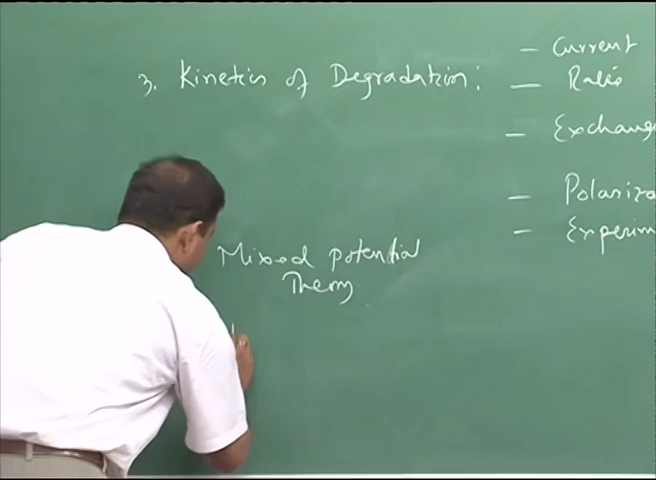 - Current
3. Kinetics of Degradation:
- Ratio
- Exchange
- Polariza
- Experim
Mixed potential
Theory